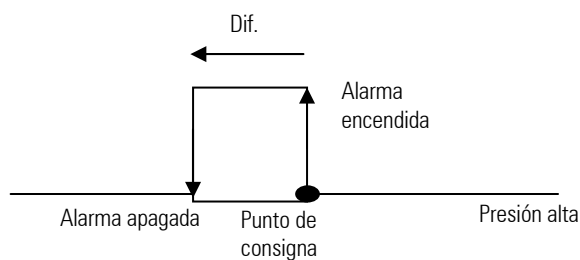 Dif.
Alarma
encendida
Alarma apagada
Punto de
consigna
Presión alta